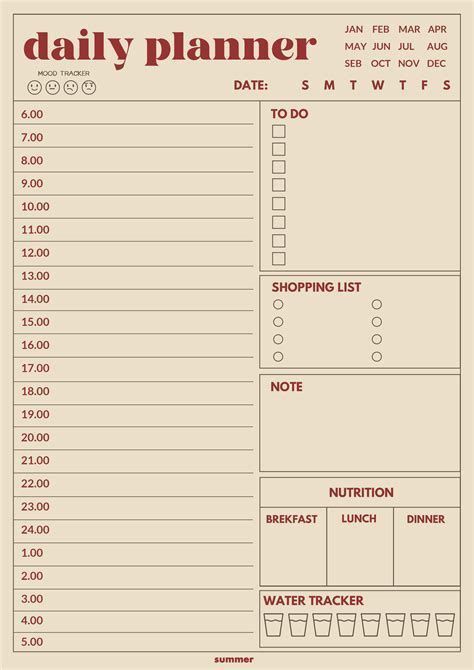 daily planner
JAN FEB MAR APR
MAY JUN JUL AUG
SEB OCT NOV DEC
MOOD TRACKER
DATE: S M T W T F S
6.00
7.00
8.00
9.00
10.00
11.00
12.00
13.00
14.00
15.00
16.00
17.00
18.00
19.00
20.00
21.00
22.00
23.00
24.00
1.00
2.00
3.00
4.00
5.00
TO DO
SHOPPING LIST
NOTE
NUTRITION
BREKFAST LUNCH DINNER
WATER TRACKER
summer